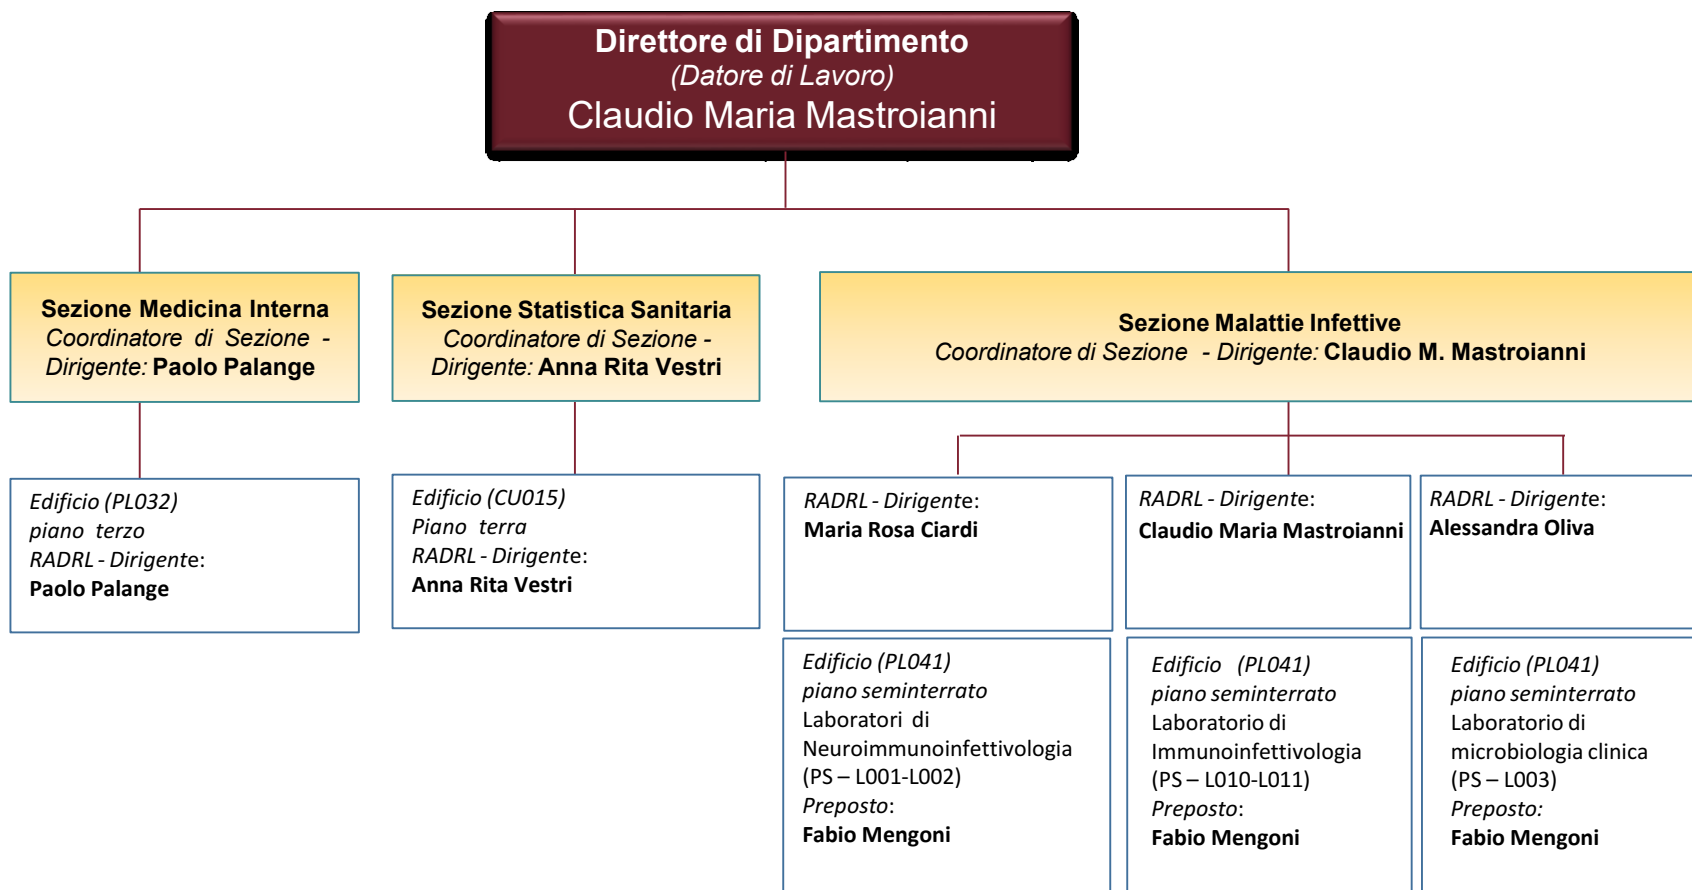 Direttore di Dipartimento
(Datore di Lavoro)
Claudio Maria Mastroianni
Sezione Medicina Interna
Coordinatore di Sezione -
Dirigente: Paolo Palange
Sezione Statistica Sanitaria
Coordinatore di Sezione -
Dirigente: Anna Rita Vestri
Sezione Malattie Infettive
Coordinatore di Sezione - Dirigente: Claudio M. Mastroianni
Edificio (PL032)
piano terzo
RADRL - Dirigente:
Paolo Palange
Edificio (CU015)
Piano terra
RADRL - Dirigente:
Anna Rita Vestri
RADRL - Dirigente:
Maria Rosa Ciardi
RADRL - Dirigente:
Claudio Maria Mastroianni
RADRL - Dirigente:
Alessandra Oliva
Edificio (PL041)
piano seminterrato
Laboratori di
Neuroimmunoinfettivologia
(PS – L001-L002)
Preposto:
Fabio Mengoni
Edificio (PL041)
piano seminterrato
Laboratorio di
Immunoinfettivologia
(PS – L010-L011)
Preposto:
Fabio Mengoni
Edificio (PL041)
piano seminterrato
Laboratorio di
microbiologia clinica
(PS – L003)
Preposto:
Fabio Mengoni